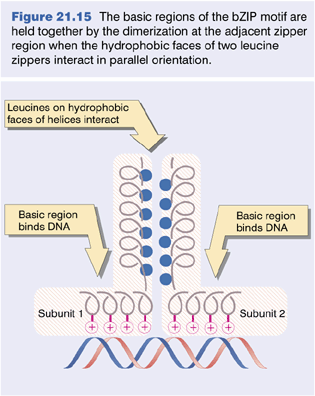 Figure 21.15 The basic regions of the bZIP motif are
held together by the dimerization at the adjacent zipper
region when the hydrophobic faces of two leucine
zippers interact in parallel orientation.
Leucines on hydrophobic
faces of helices interact
Basic region
binds DNA
Basic region
binds DNA
Subunit 1
+ + + +
+ + + +
Subunit 2